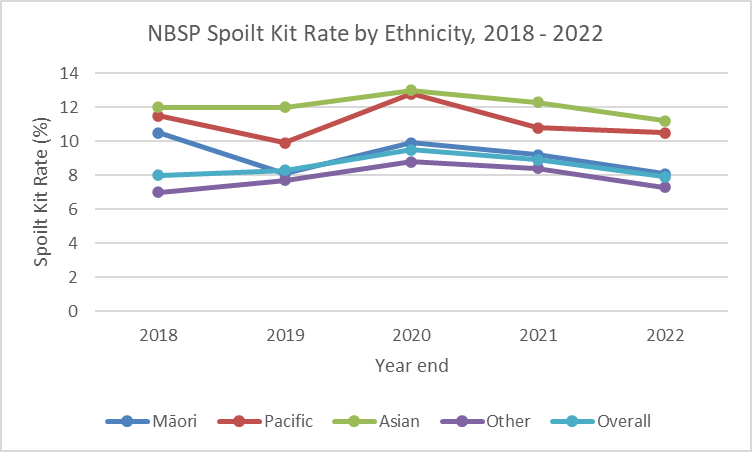 NBSP Spoilt Kit Rate by Ethnicity, 2018 - 2022
Spoilt Kit Rate (%)
14
12
10
8
6
4
2
0
2018 2019 2020 2021 2022
Year end
Māori Pacific Asian Other Overall